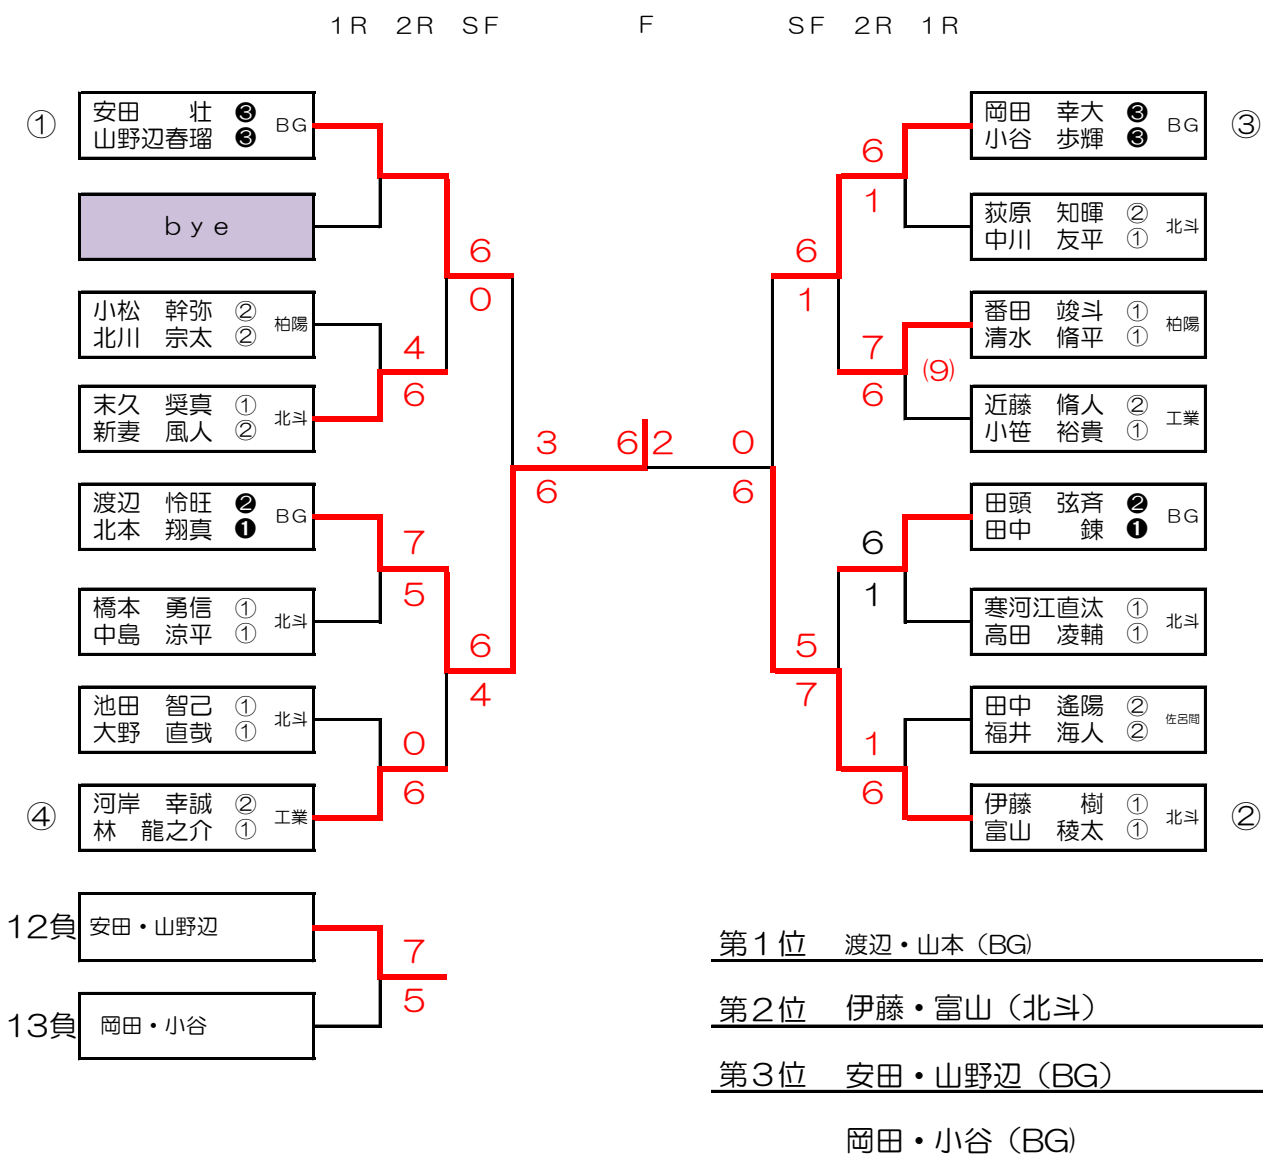 1R 2R SF F SF 2R 1R
① 安田 壮 ❸ BG
山野辺春瑠 ❸
bye
小松 幹弥 ② 柏陽
北川 宗太 ②
末久 奨真 ① 北斗
新妻 風人 ②
渡辺 怜旺 ❷ BG
北本 翔真 ❶
橋本 勇信 ① 北斗
中島 涼平 ①
池田 智己 ① 北斗
大野 直哉 ①
④ 河岸 幸誠 ② 工業
林 龍之介 ①
4
6
7
5
0
6
6
0
6
4
3
6
6 2
0
6
6
1
5
7
6
1
7
6
(9)
6
1
1
6
岡田 幸大 ❸ BG ③
小谷 歩輝 ❸
荻原 知暉 ② 北斗
中川 友平 ①
番田 竣斗 ① 柏陽
清水 脩平 ①
近藤 脩人 ② 工業
小笹 裕貴 ①
田頭 弦斉 ❷ BG
田中 錬 ❶
寒河江直汰 ① 北斗
高田 凌輔 ①
田中 遙陽 ② 佐呂間
福井 海人 ②
伊藤 樹 ① 北斗 ②
富山 稜太 ①
12負 安田・山野辺
7
5
13負 岡田・小谷
第1位 渡辺・山本(BG)
第2位 伊藤・富山(北斗)
第3位 安田・山野辺(BG)
岡田・小谷(BG)